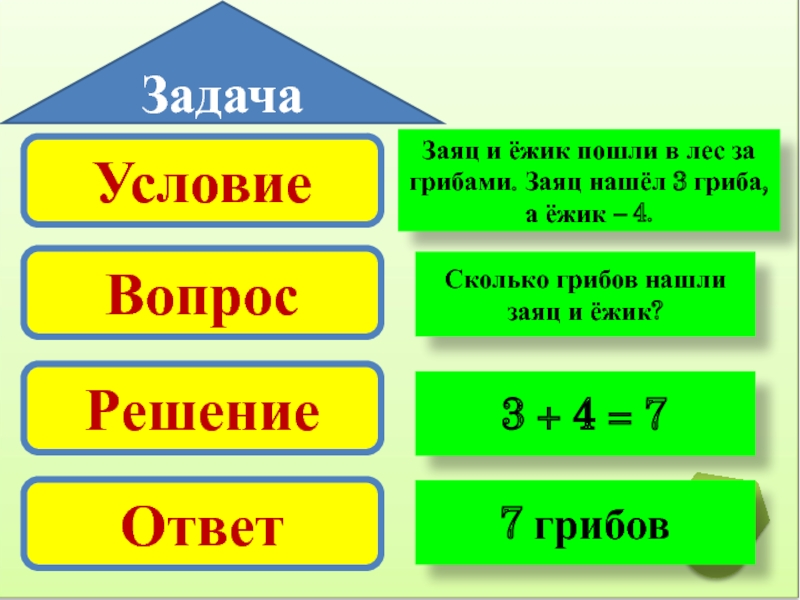 Задача
Условие
Заяц и ёжик пошли в лес за
грибами. Заяц нашёл 3 гриба,
а ёжик – 4.
Вопрос
Сколько грибов нашли
заяц и ёжик?
Решение
3 + 4 = 7
Ответ
7 грибов